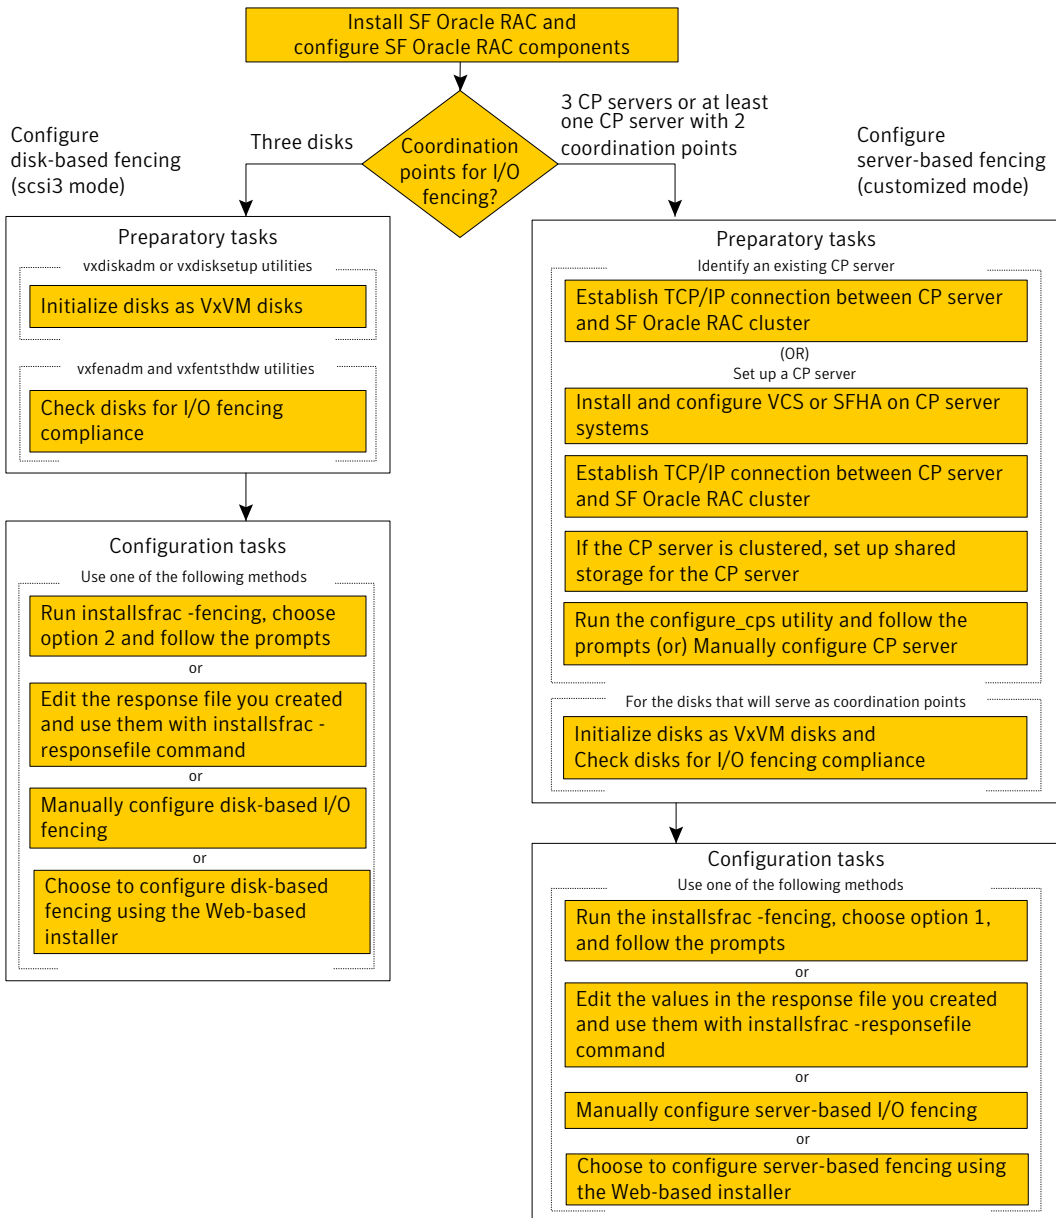 Install SF Oracle RAC and
configure SF Oracle RAC components
Coordination
points for I/O
fencing?
Three disks
3 CP servers or at least
one CP server with 2
coordination points
Configure
disk-based fencing
(scsi3 mode)
Preparatory tasks
vxdiskadm or vxdisksetup utilities
Initialize disks as VxVM disks
vxfenadm and vxfentsthdw utilities
Check disks for I/O fencing
compliance
Configuration tasks
Use one of the following methods
Run installsfrac -fencing, choose
option 2 and follow the prompts
or
Edit the response file you created
and use them with installsfrac -
responsefile command
or
Manually configure disk-based I/O
fencing
or
Choose to configure disk-based
fencing using the Web-based
installer
Configure
server-based fencing
(customized mode)
Preparatory tasks
Identify an existing CP server
Establish TCP/IP connection between CP server
and SF Oracle RAC cluster
(OR)
Set up a CP server
Install and configure VCS or SFHA on CP server
systems
Establish TCP/IP connection between CP server
and SF Oracle RAC cluster
If the CP server is clustered, set up shared
storage for the CP server
Run the configure_cps utility and follow the
prompts (or) Manually configure CP server
For the disks that will serve as coordination points
Initialize disks as VxVM disks and
Check disks for I/O fencing compliance
Configuration tasks
Use one of the following methods
Run the installsfrac -fencing, choose option 1,
and follow the prompts
or
Edit the values in the response file you created
and use them with installsfrac -responsefile
command
or
Manually configure server-based I/O fencing
or
Choose to configure server-based fencing using
the Web-based installer